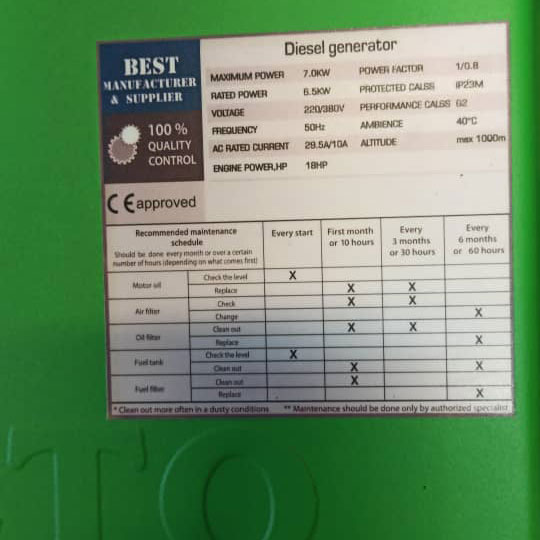 BEST
MANUFACTURER
& SUPPLIER
100 %
QUALITY
CONTROL
CE approved
Diesel generator
MAXIMUM POWER 7.0KW POWER FACTOR 1/0.8
RATED POWER 6.5KW PROTECTED CALSS IP23M
VOLTAGE 220/380V PERFORMANCE CALSS G2
FREQUENCY 50Hz AMBIENCE 40°C
AC RATED CURRENT 29.5A/10A ALTITUDE max 1000m
ENGINE POWER,HP 18HP
Recommended maintenance
schedule
Should be done every month or over a certain
number of hours (depending on what comes first)
Every start
First month
or 10 hours
Every
3 months
or 30 hours
Every
6 months
or 60 hours
Motor oil
Check the level X
Replace X X
Air filter
Check X X
Change X
Oil filter
Clean out X X
Replace X
Fuel tank
Check the level X
Clean out X X
Fuel filter
Clean out X
Replace X
* Clean out more often in a dusty conditions ** Maintenance should be done only by authorized specialist
TO